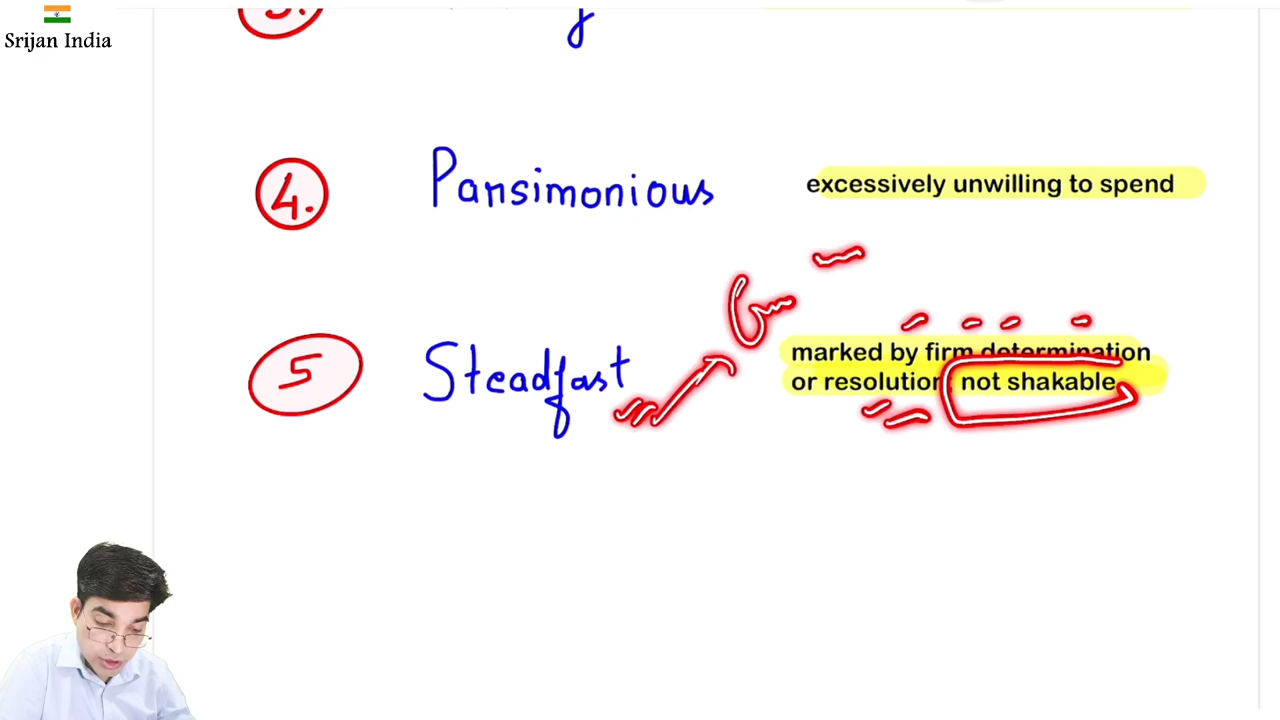 Srijan India
4.
Parsimonious
excessively unwilling to spend
5
Steadfast
marked by firm determination
or resolution not shakable